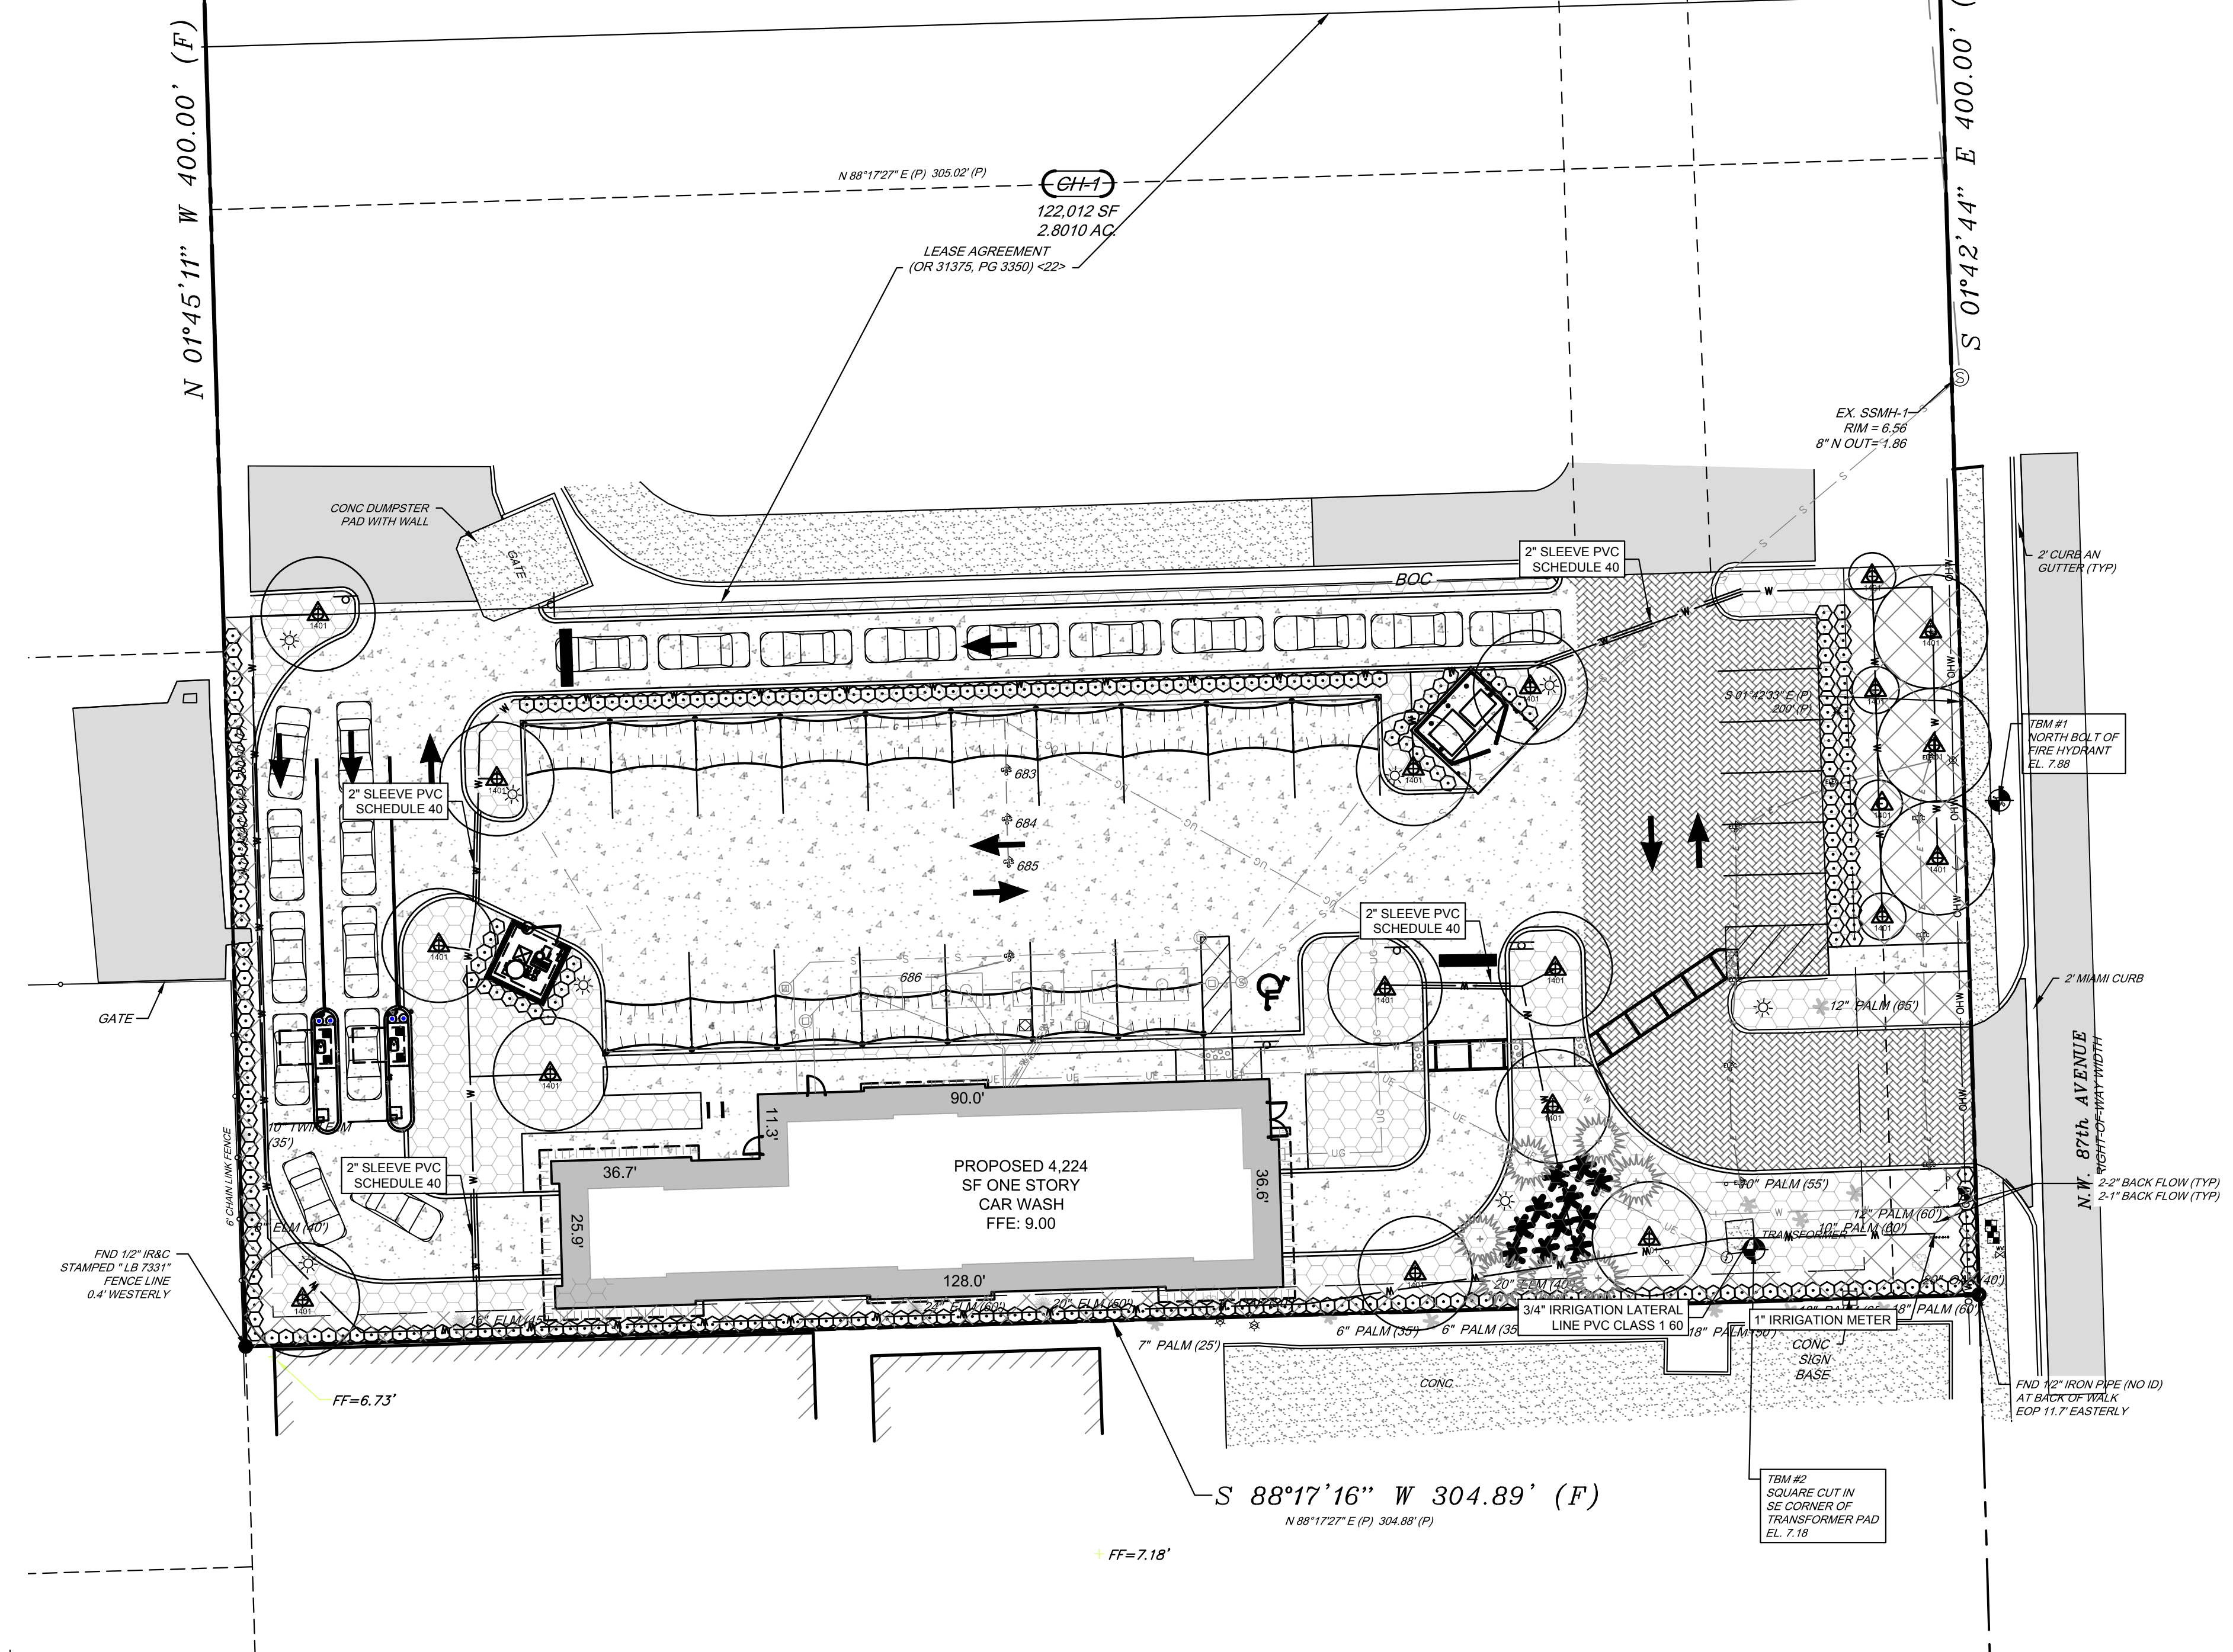 N 01°45'11" W 400.00' (F)
S 01°42'44" E 400.00'
N 88°17'27" E (P) 305.02' (P)
CH-1
122,012 SF
2.8010 AC.
LEASE AGREEMENT
(OR 31375, PG 3350) <22>
EX. SSMH-1
RIM = 6.56
8" N OUT= 1.86
S
CONC DUMPSTER
PAD WITH WALL
GATE
BOC
2" SLEEVE PVC
SCHEDULE 40
2' CURB AN
GUTTER (TYP)
S 01°42'33" E (P)
200' (P)
TBM #1
NORTH BOLT OF
FIRE HYDRANT
EL. 7.88
2" SLEEVE PVC
SCHEDULE 40
683
684
685
686
2" SLEEVE PVC
SCHEDULE 40
OHW
UG
UE
1401
GATE
12" PALM (65')
2' MIAMI CURB
N.W. 87th AVENUE
RIGHT-OF-WAY WIDTH
10" TWIN ELM
(35')
6' CHAIN LINK FENCE
2" SLEEVE PVC
SCHEDULE 40
8" ELM (40')
90.0'
11.3'
36.7'
25.9'
36.6'
128.0'
PROPOSED 4,224
SF ONE STORY
CAR WASH
FFE: 9.00
10" PALM (55')
2-2" BACK FLOW (TYP)
2-1" BACK FLOW (TYP)
12" PALM (60')
10" PALM (60')
TRANSFORMER
FND 1/2" IR&C
STAMPED " LB 7331"
FENCE LINE
0.4' WESTERLY
20" ELM (40')
3/4" IRRIGATION LATERAL
LINE PVC CLASS 1 60
1" IRRIGATION METER
18" PALM (60')
18" PALM (50')
7" PALM (25')
6" PALM (35')
6" PALM (35
CONC
SIGN
BASE
CONC
FND 1/2" IRON PIPE (NO ID)
AT BACK OF WALK
EOP 11.7' EASTERLY
FF=6.73'
S 88°17'16" W 304.89' (F)
N 88°17'27" E (P) 304.88' (P)
TBM #2
SQUARE CUT IN
SE CORNER OF
TRANSFORMER PAD
EL. 7.18
FF=7.18'